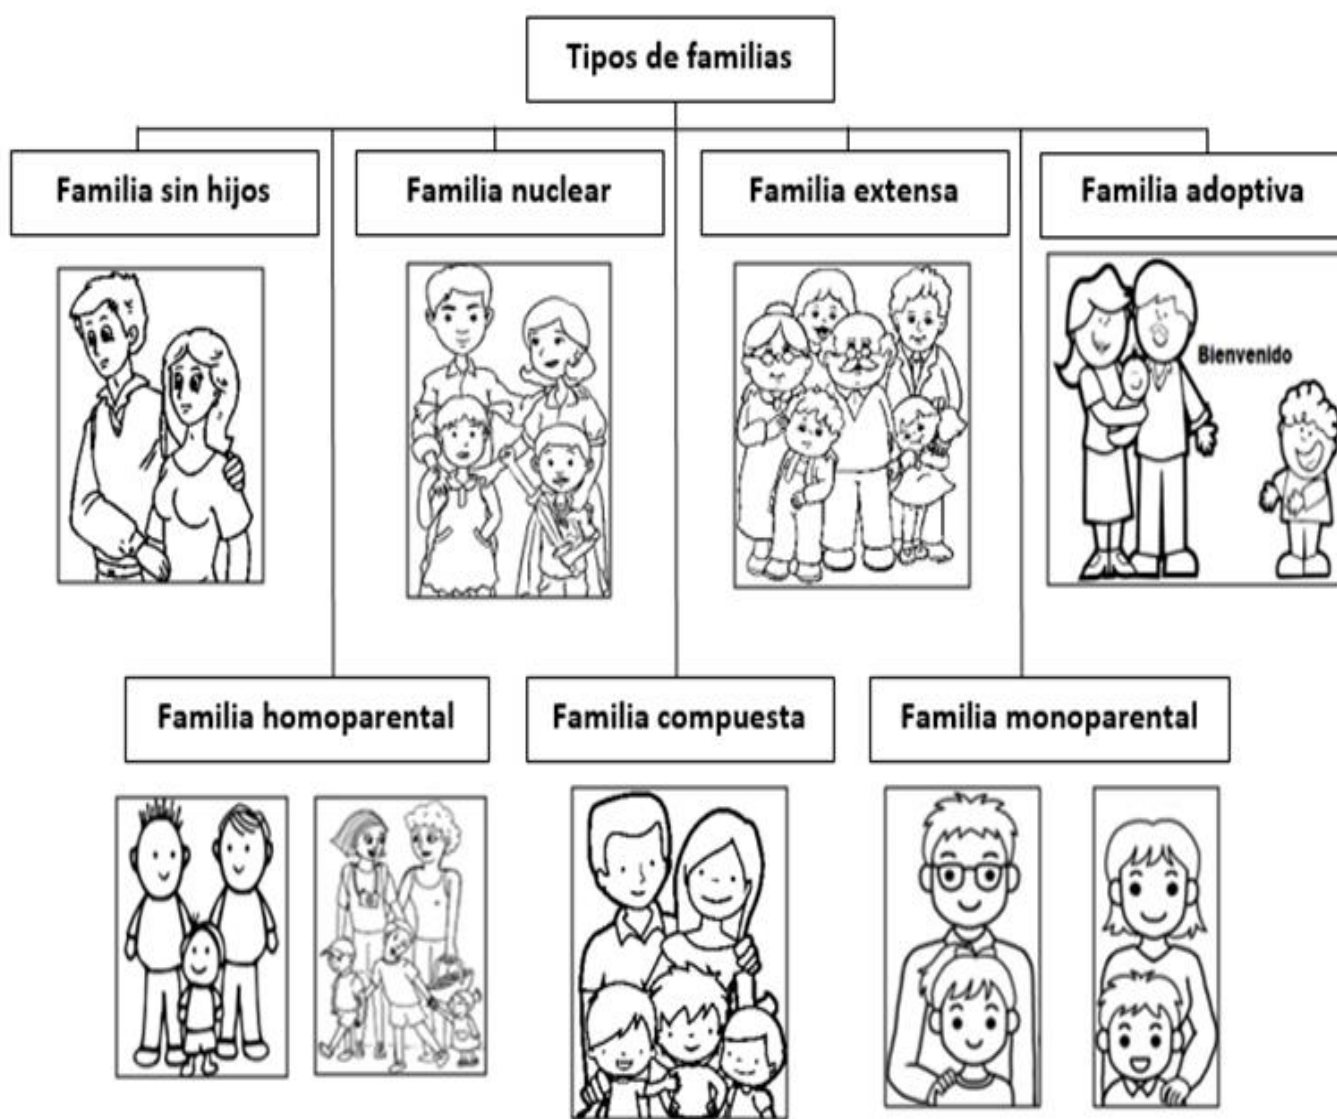 Tipos de familias
Familia sin hijos
Familia nuclear
Familia extensa
Familia adoptiva
Bienvenido
Familia homoparental
Familia compuesta
Familia monoparental